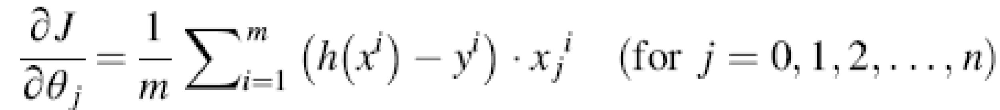 ∂J/∂θ_j = 1/m ∑_{i=1}^{m} (h(x^i) − y^i) · x_j^i (for j = 0, 1, 2, . . . , n)